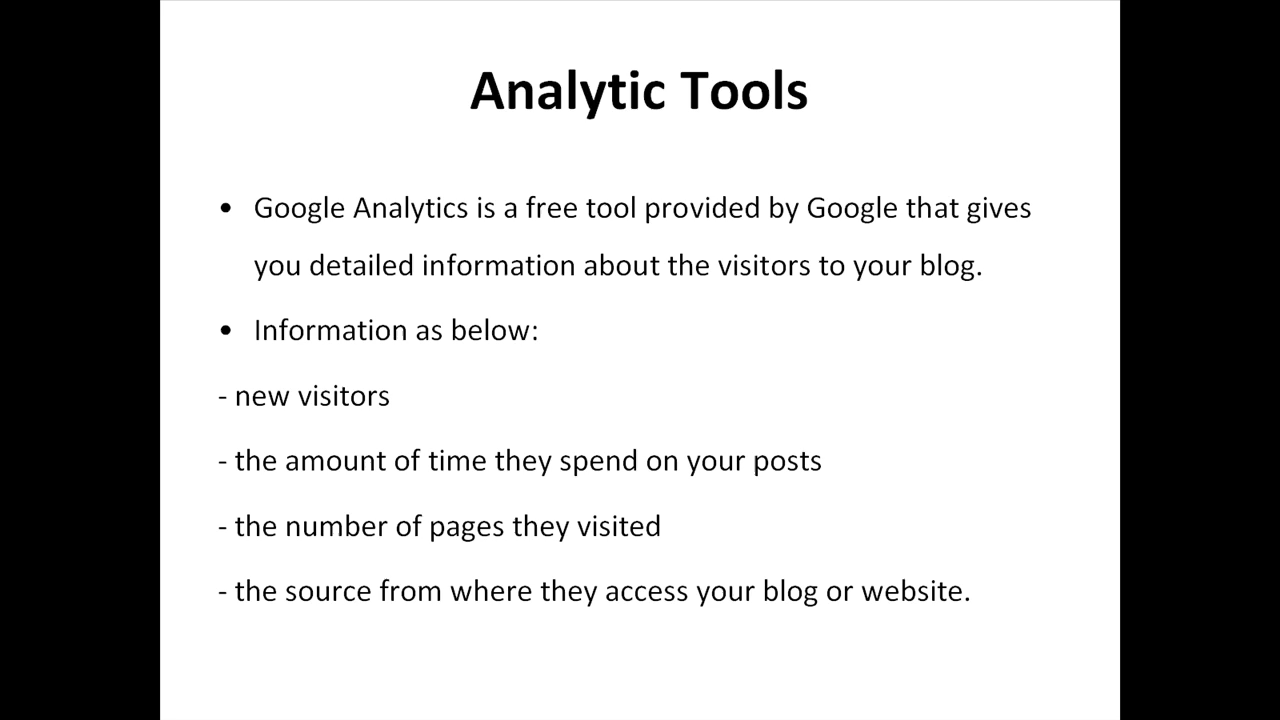 Analytic Tools
• Google Analytics is a free tool provided by Google that gives
you detailed information about the visitors to your blog.
• Information as below:
- new visitors
- the amount of time they spend on your posts
- the number of pages they visited
- the source from where they access your blog or website.